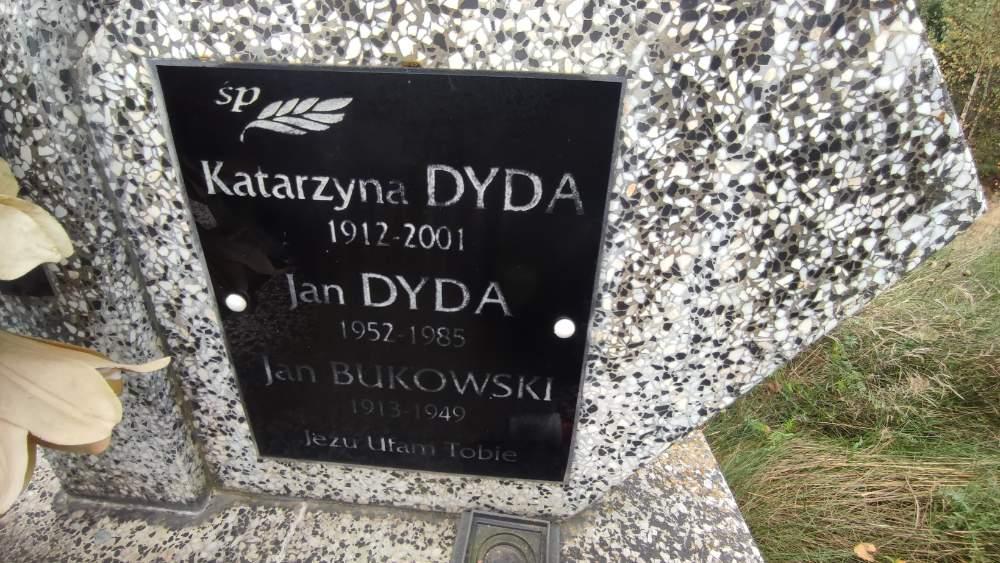 śp
Katarzyna DYDA
1912-2001
Jan DYDA
1952-1985
Jan BUKOWSKI
1913-1949
Jezu Ufam Tobie